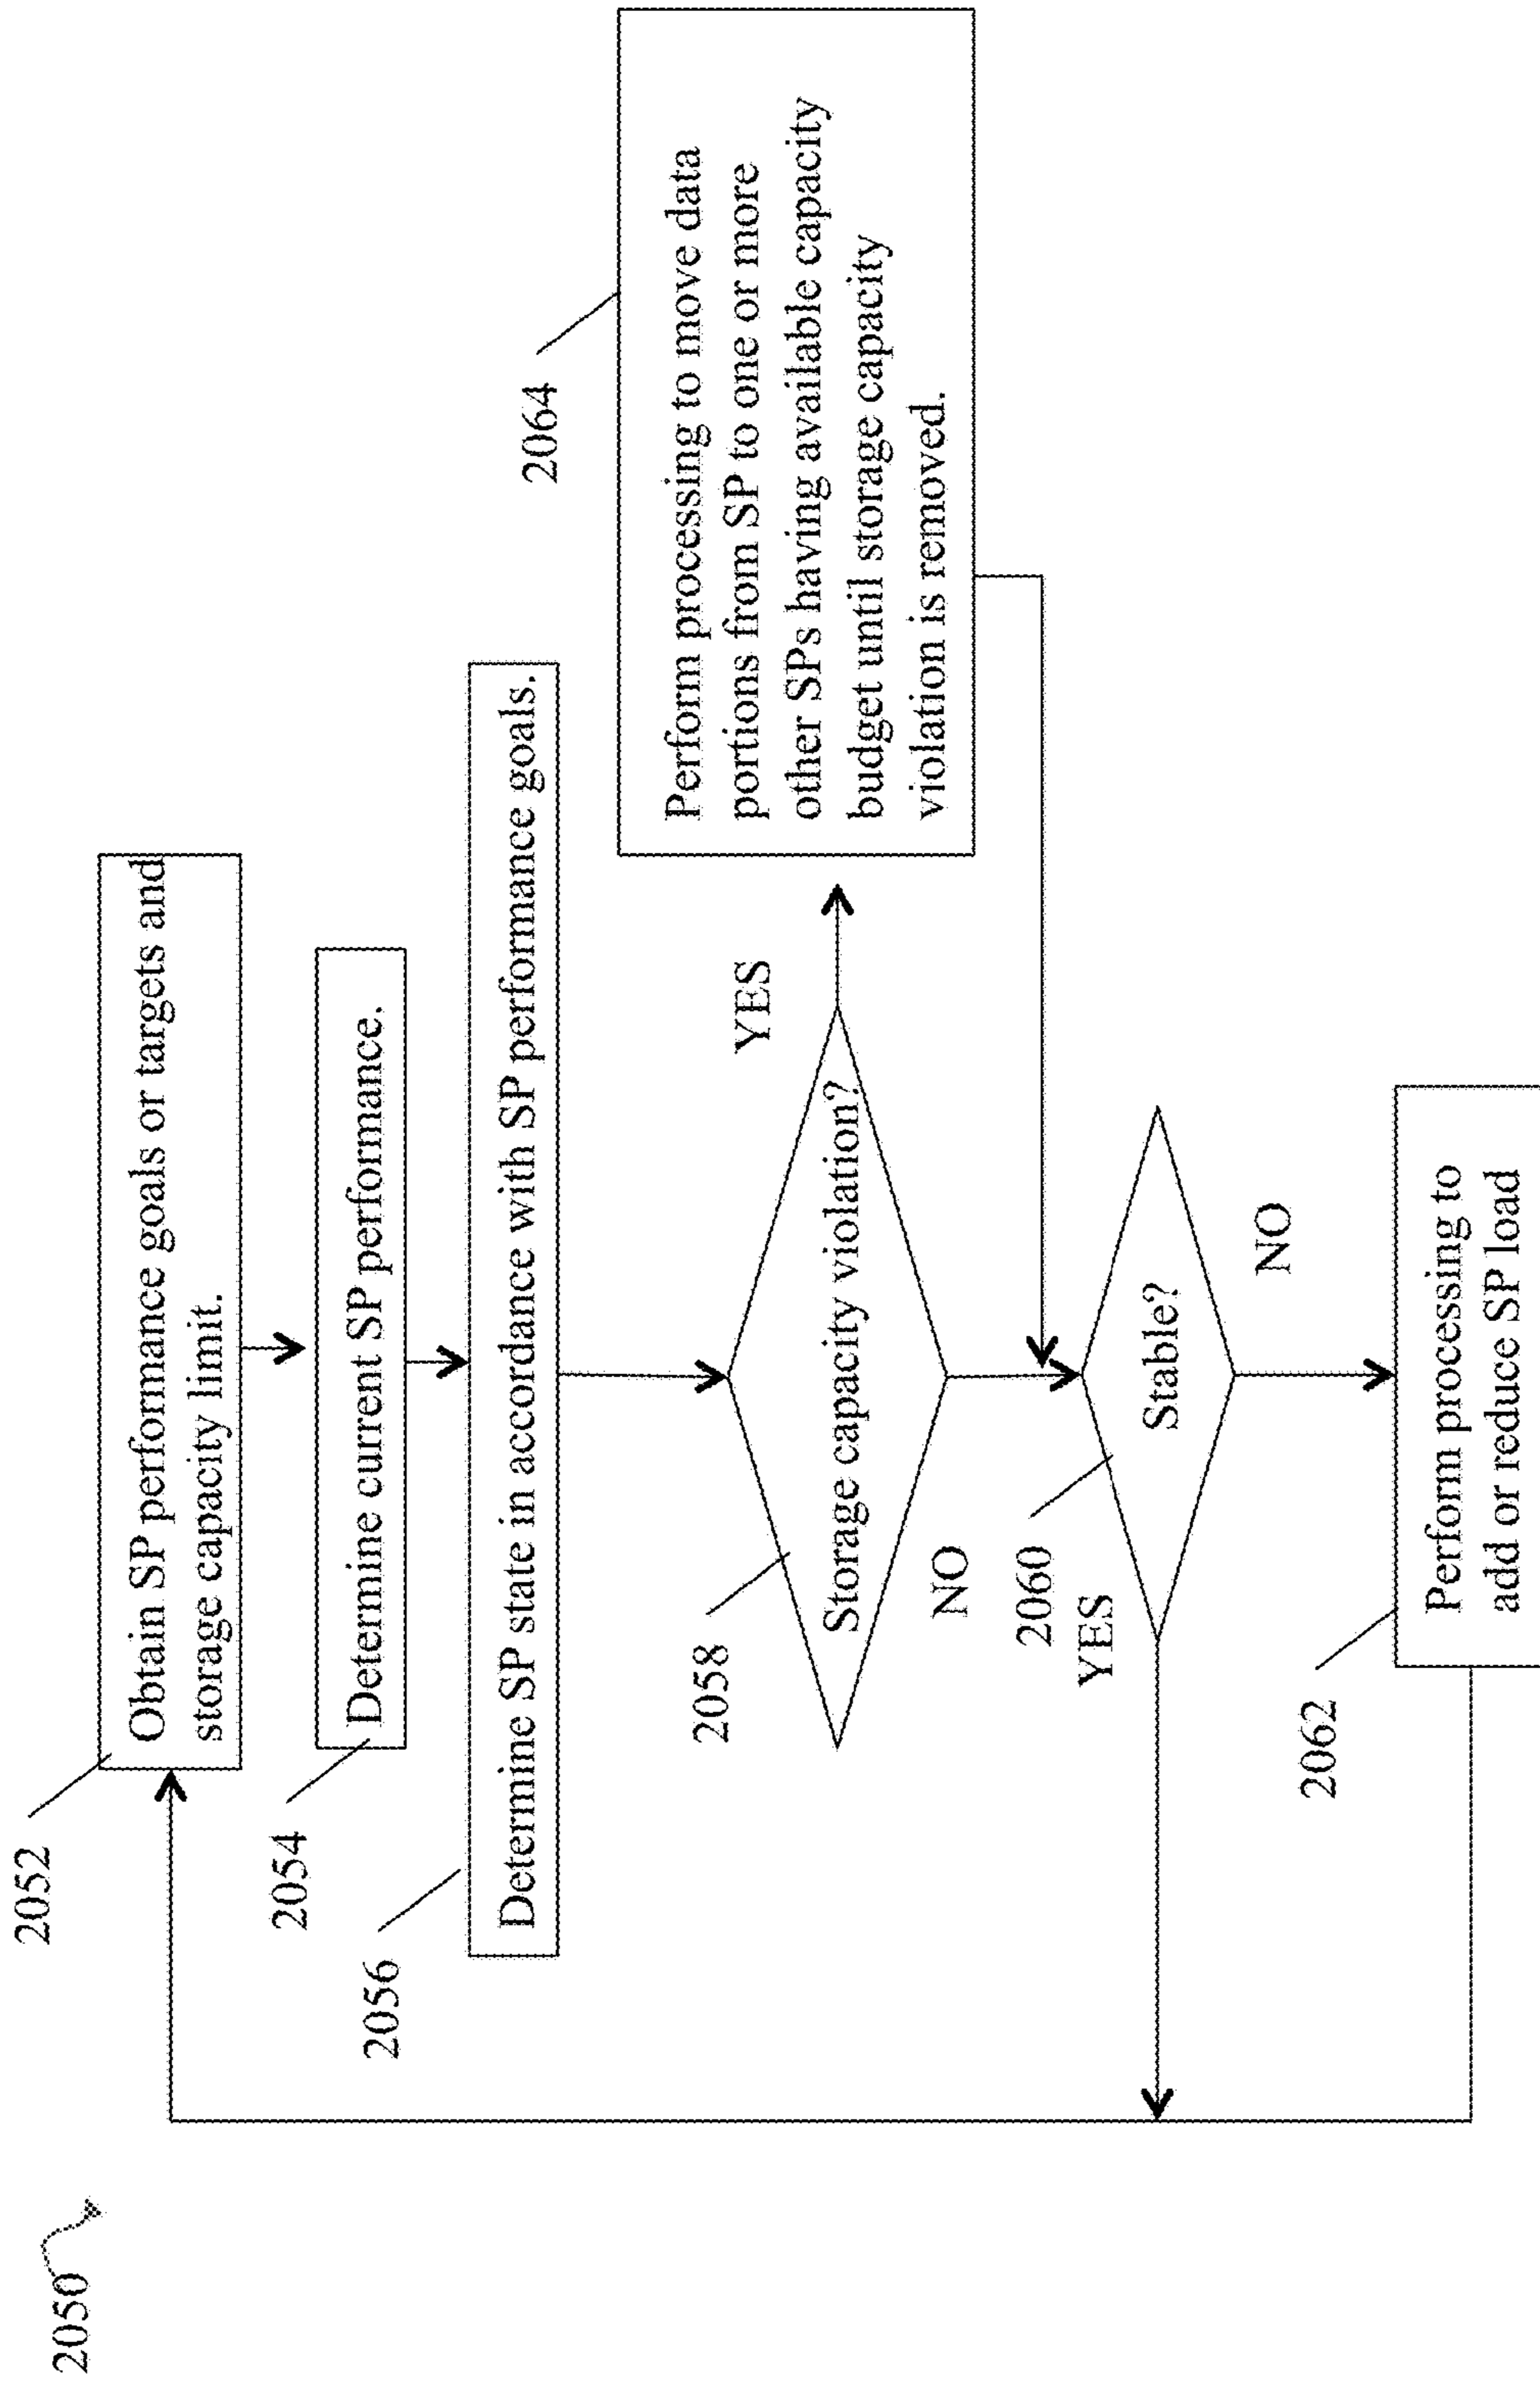 2050
2052
Obtain SP performance goals or targets and
storage capacity limit.
2054
Determine current SP performance.
2056
Determine SP state in accordance with SP performance goals.
2058
Storage capacity violation?
YES
2064
Perform processing to move data
portions from SP to one or more
other SPs having available capacity
budget until storage capacity
violation is removed.
NO
2060
Stable?
YES
NO
2062
Perform processing to
add or reduce SP load